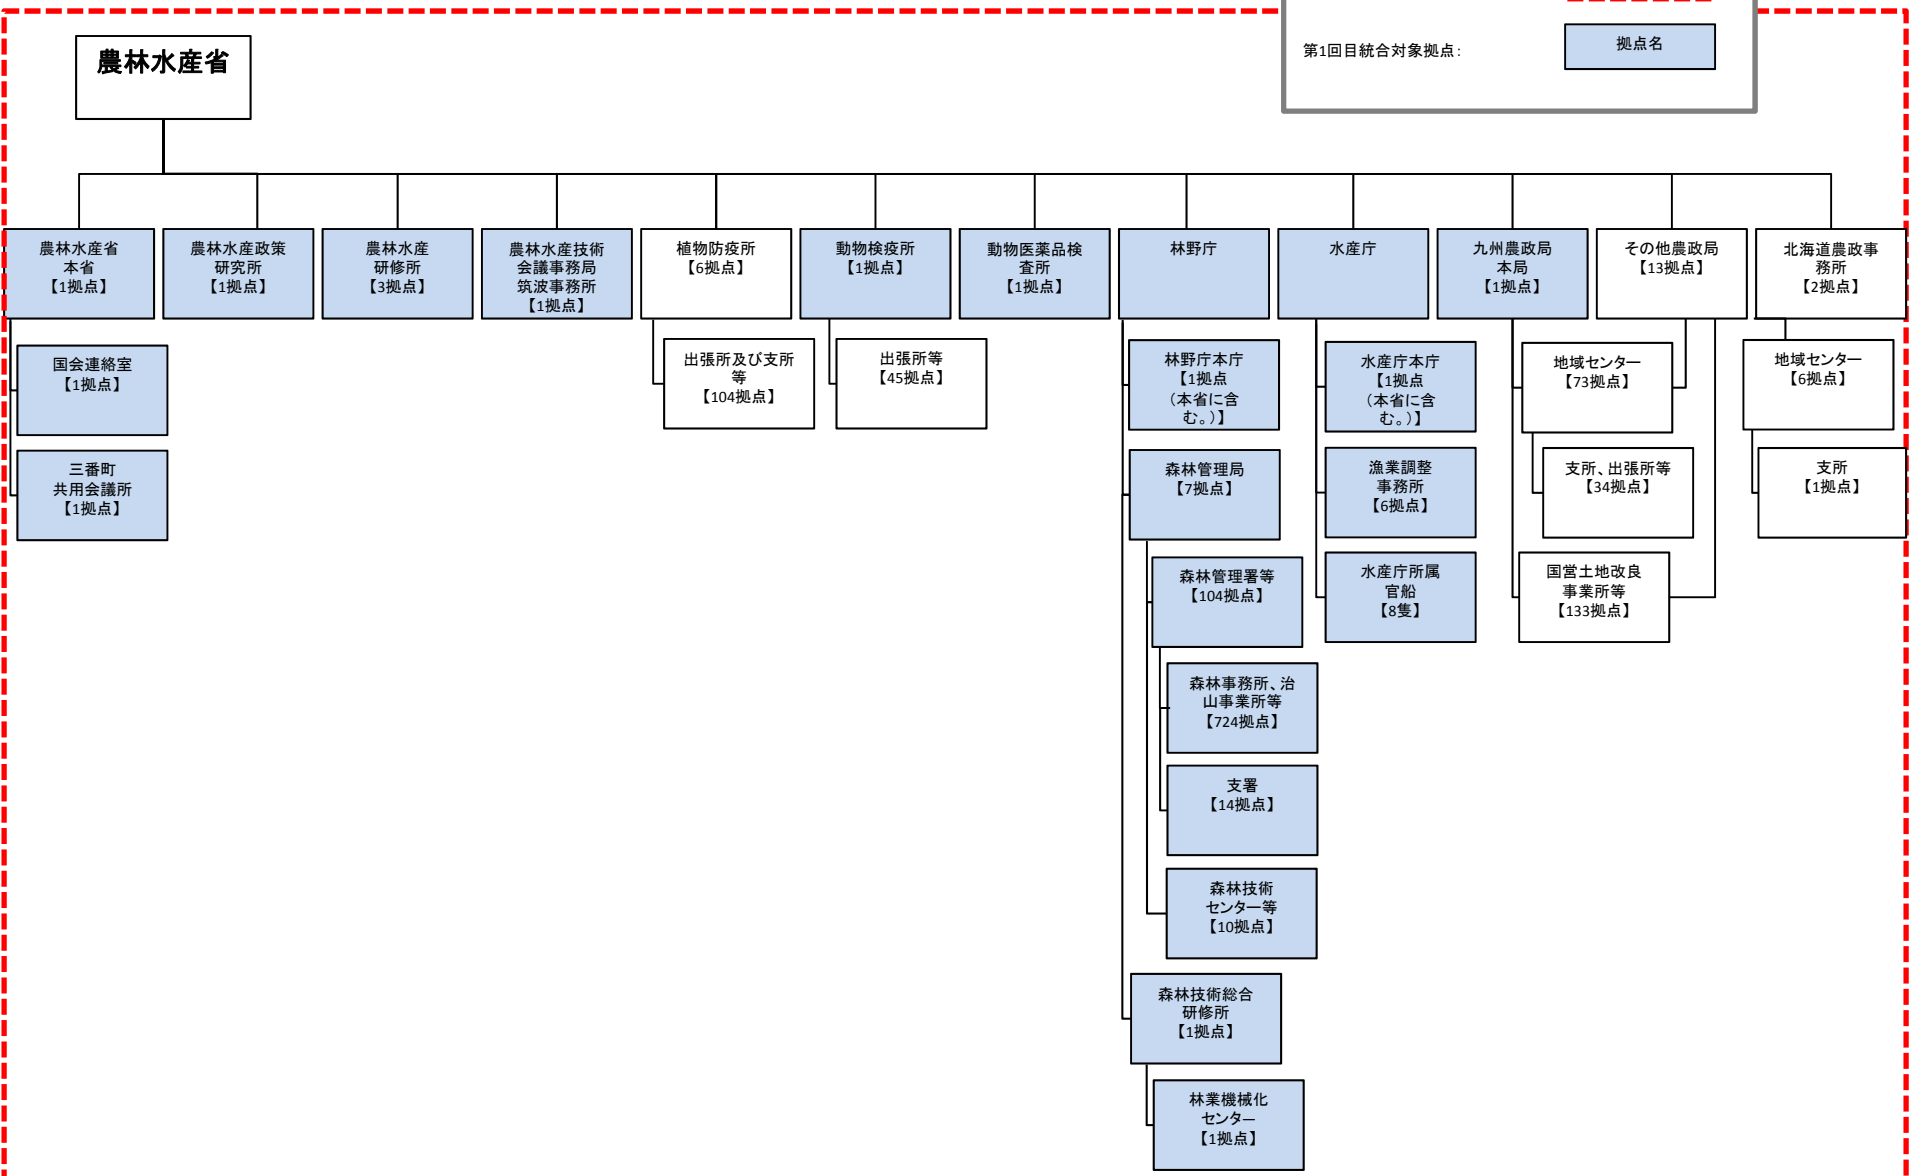 第1回目統合対象拠点：
拠点名
農林水産省
農林水産省
本省
【1拠点】
農林水産政策
研究所
【1拠点】
農林水産
研修所
【3拠点】
農林水産技術
会議事務局
筑波事務所
【1拠点】
植物防疫所
【6拠点】
動物検疫所
【1拠点】
動物医薬品検
査所
【1拠点】
林野庁
水産庁
九州農政局
本局
【1拠点】
その他農政局
【13拠点】
北海道農政事
務所
【2拠点】
国会連絡室
【1拠点】
三番町
共用会議所
【1拠点】
出張所及び支所
等
【104拠点】
出張所等
【45拠点】
林野庁本庁
【1拠点
（本省に含
む。）】
森林管理局
【7拠点】
森林管理署等
【104拠点】
森林事務所、治
山事業所等
【724拠点】
支署
【14拠点】
森林技術
センター等
【10拠点】
森林技術総合
研修所
【1拠点】
林業機械化
センター
【1拠点】
水産庁本庁
【1拠点
（本省に含
む。）】
漁業調整
事務所
【6拠点】
水産庁所属
官船
【8隻】
地域センター
【73拠点】
支所、出張所等
【34拠点】
国営土地改良
事業所等
【133拠点】
地域センター
【6拠点】
支所
【1拠点】